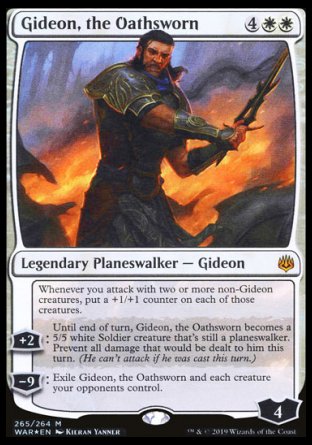 Gideon, the Oathsworn 4
Legendary Planeswalker — Gideon
Whenever you attack with two or more non-Gideon
creatures, put a +1/+1 counter on each of those
creatures.
+2: Until end of turn, Gideon, the Oathsworn becomes a
5/5 white Soldier creature that's still a planeswalker.
Prevent all damage that would be dealt to him this
turn. (He can't attack if he was cast this turn.)
-9: Exile Gideon, the Oathsworn and each creature
your opponents control.
4
265/264 M
WAR EN KIERAN YANNER
™ & © 2019 Wizards of the Coast